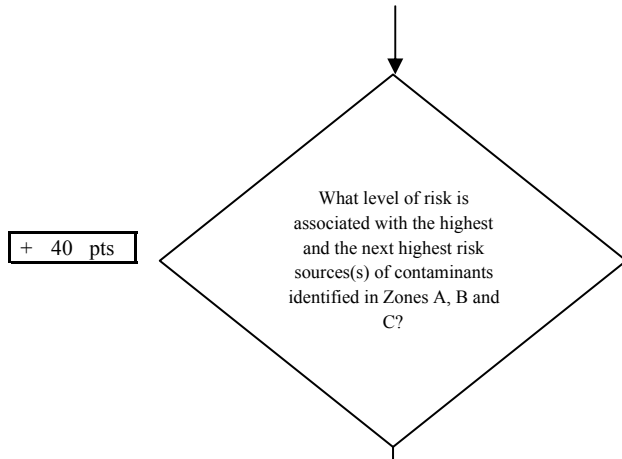 What level of risk is
associated with the highest
and the next highest risk
sources(s) of contaminants
identified in Zones A, B and
C?
+ 40 pts